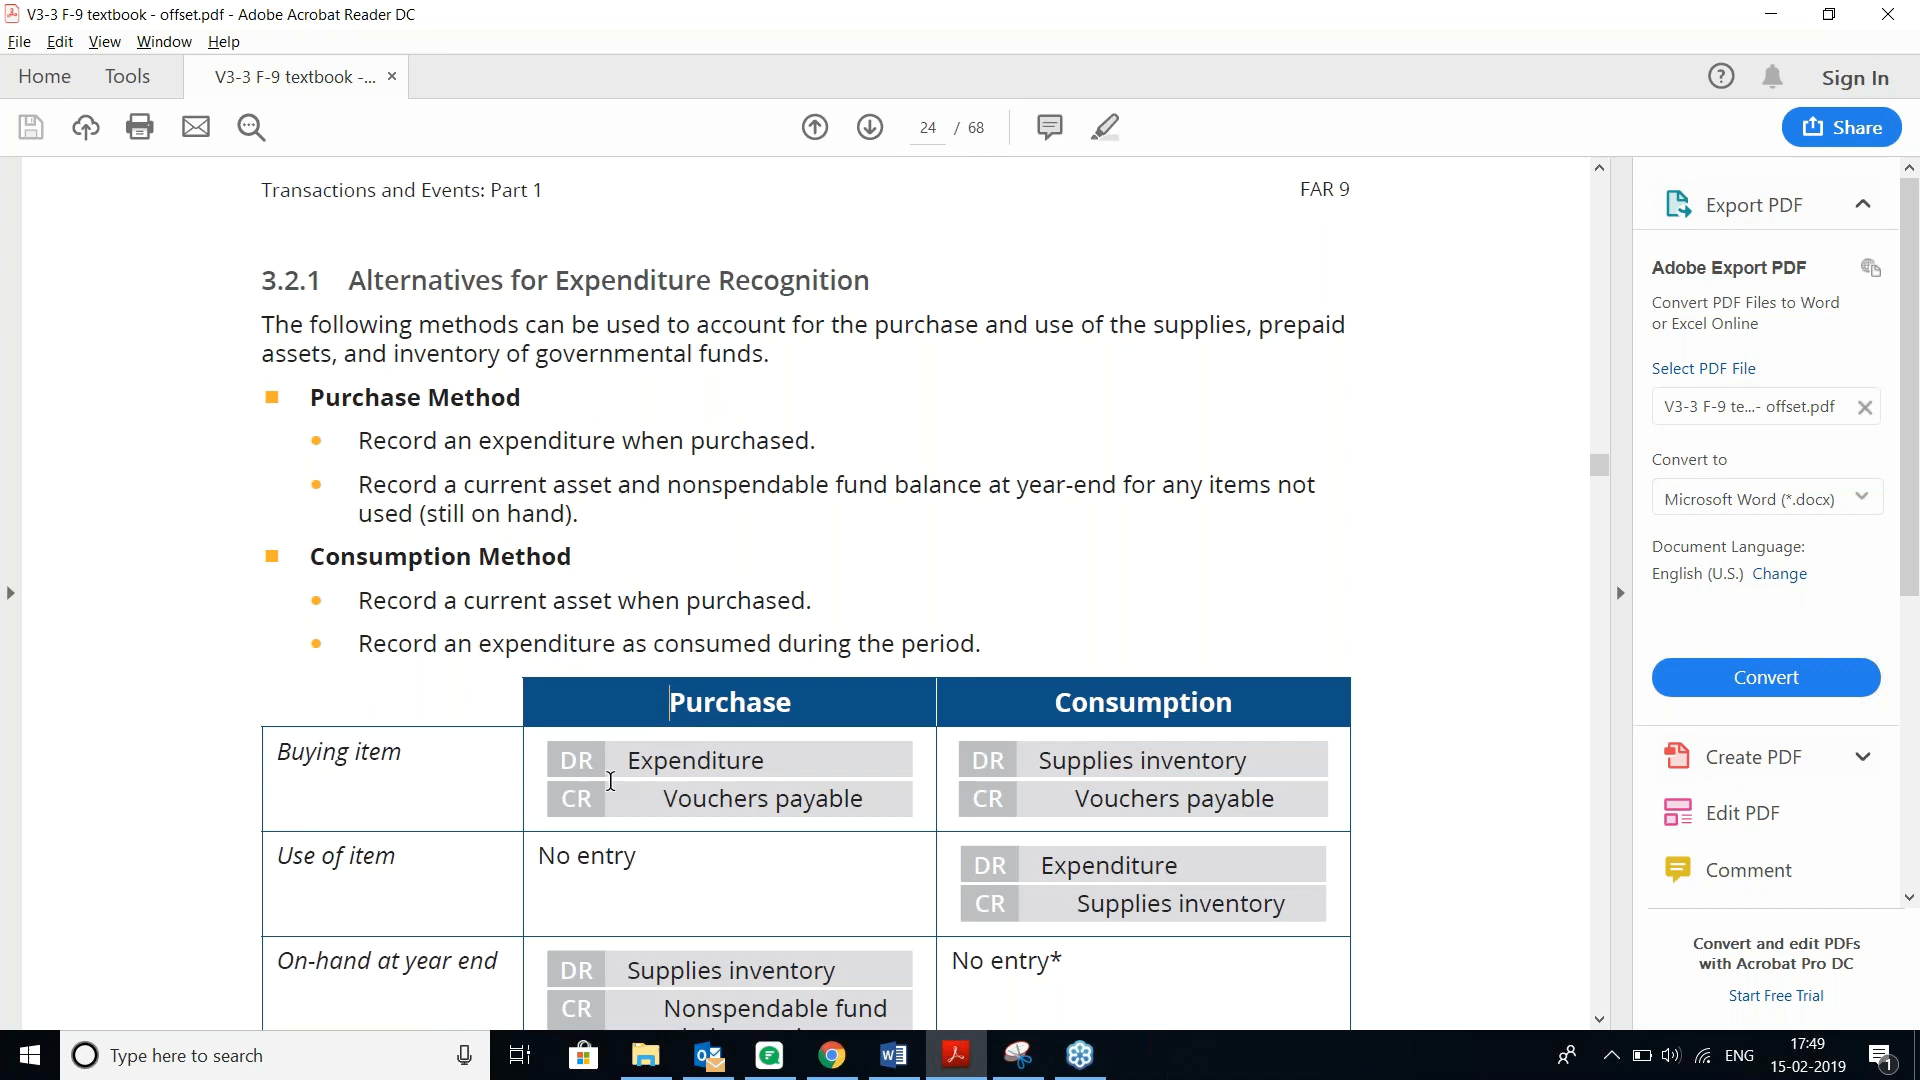 V3-3 F-9 textbook - offset.pdf - Adobe Acrobat Reader DC
File Edit View Window Help
Home Tools V3-3 F-9 textbook -... × Sign In
24 / 68 Share
Transactions and Events: Part 1 FAR 9
3.2.1 Alternatives for Expenditure Recognition
The following methods can be used to account for the purchase and use of the supplies, prepaid
assets, and inventory of governmental funds.
Purchase Method
Record an expenditure when purchased.
Record a current asset and nonspendable fund balance at year-end for any items not
used (still on hand).
Consumption Method
Record a current asset when purchased.
Record an expenditure as consumed during the period.
Purchase Consumption
Buying item DR Expenditure DR Supplies inventory
CR Vouchers payable CR Vouchers payable
Use of item No entry DR Expenditure
CR Supplies inventory
On-hand at year end DR Supplies inventory No entry*
CR Nonspendable fund
Export PDF
Adobe Export PDF
Convert PDF Files to Word
or Excel Online
Select PDF File
V3-3 F-9 te...- offset.pdf
Convert to
Microsoft Word (*.docx)
Document Language:
English (U.S.) Change
Convert
Create PDF
Edit PDF
Comment
Convert and edit PDFs
with Acrobat Pro DC
Start Free Trial
Type here to search
ENG
17:49
15-02-2019
1